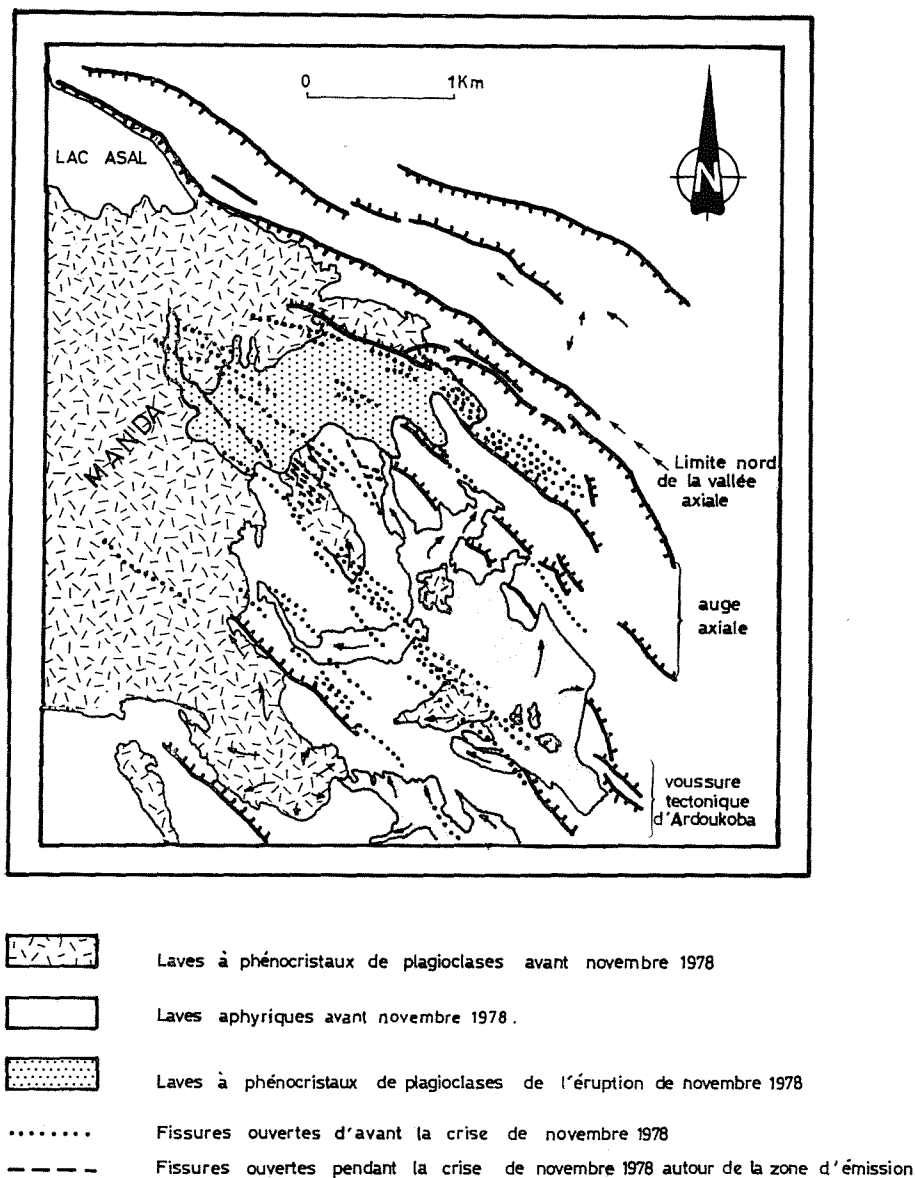 0 1Km
LAC ASAL
N
MANDA
Limite nord
de la vallée
axiale
auge
axiale
voussure
tectonique
d'Ardoukoba
Laves à phénocristaux de plagioclases avant novembre 1978
Laves aphyriques avant novembre 1978.
Laves à phénocristaux de plagioclases de l'éruption de novembre 1978
Fissures ouvertes d'avant la crise de novembre 1978
Fissures ouvertes pendant la crise de novembre 1978 autour de la zone d'émission